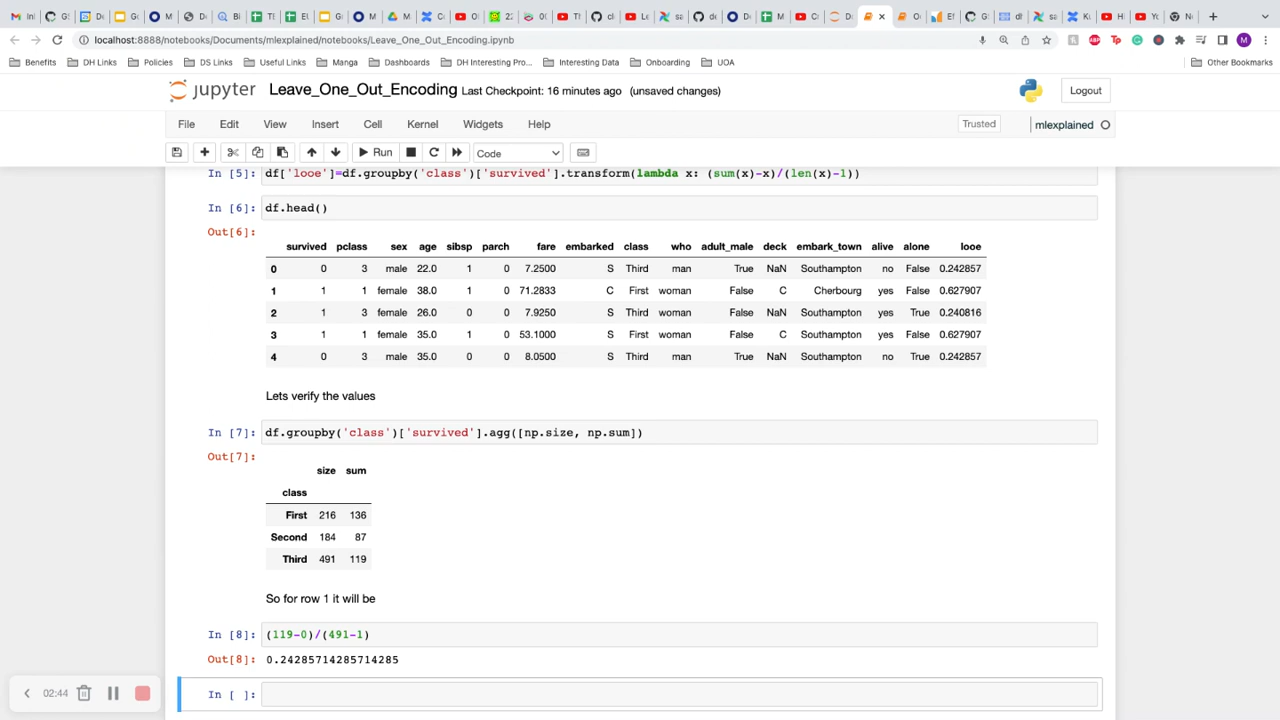 localhost:8888/notebooks/Documents/mlexplained/notebooks/Leave_One_Out_Encoding.ipynb
Benefits DH Links Policies DS Links Useful Links Manga Dashboards DH Interesting Pro... Interesting Data Onboarding UOA Other Bookmarks
jupyter Leave_One_Out_Encoding Last Checkpoint: 16 minutes ago (unsaved changes) Logout
File Edit View Insert Cell Kernel Widgets Help Trusted mlexplained
Run Code
In [5]: df['looe']=df.groupby('class')['survived'].transform(lambda x: (sum(x)-x)/(len(x)-1))
In [6]: df.head()
Out[6]:
survived pclass sex age sibsp parch fare embarked class who adult_male deck embark_town alive alone looe
0 0 3 male 22.0 1 0 7.2500 S Third man True NaN Southampton no False 0.242857
1 1 1 female 38.0 1 0 71.2833 C First woman False C Cherbourg yes False 0.627907
2 1 3 female 26.0 0 0 7.9250 S Third woman False NaN Southampton yes True 0.240816
3 1 1 female 35.0 1 0 53.1000 S First woman False C Southampton yes False 0.627907
4 0 3 male 35.0 0 0 8.0500 S Third man True NaN Southampton no True 0.242857
Lets verify the values
In [7]: df.groupby('class')['survived'].agg([np.size, np.sum])
Out[7]:
size sum
class
First 216 136
Second 184 87
Third 491 119
So for row 1 it will be
In [8]: (119-0)/(491-1)
Out[8]: 0.24285714285714285
02:44
In [ ]: